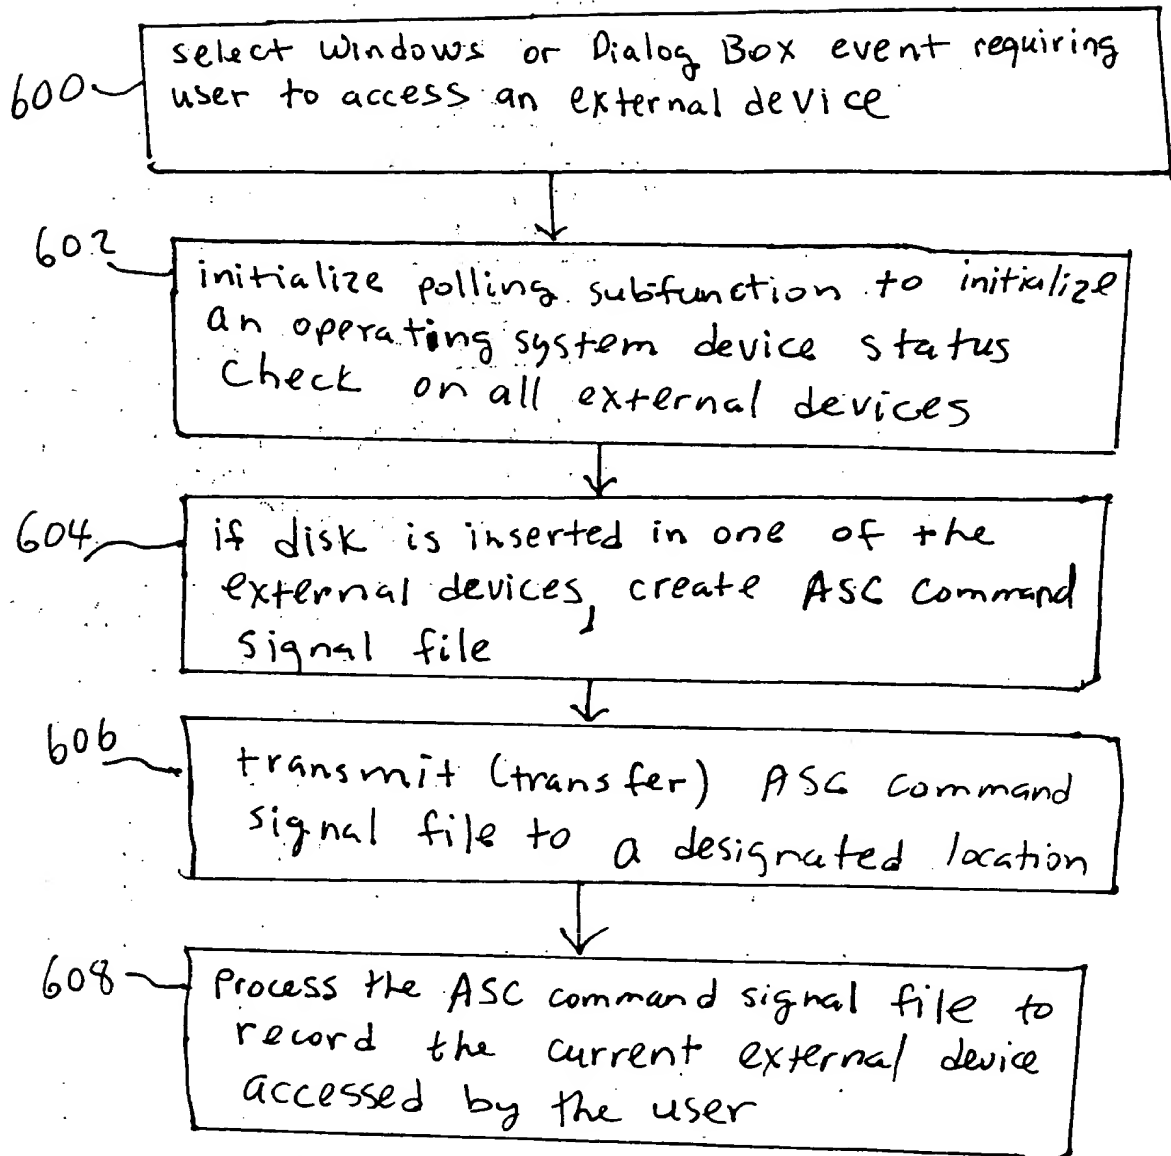 600
select Windows or Dialog Box event requiring
user to access an external device
602
initialize polling subfunction to initialize
an operating system device status
check on all external devices
604
if disk is inserted in one of the
external devices, create ASC command
signal file
606
transmit (transfer) ASC command
signal file to a designated location
608
Process the ASC command signal file to
record the current external device
accessed by the user